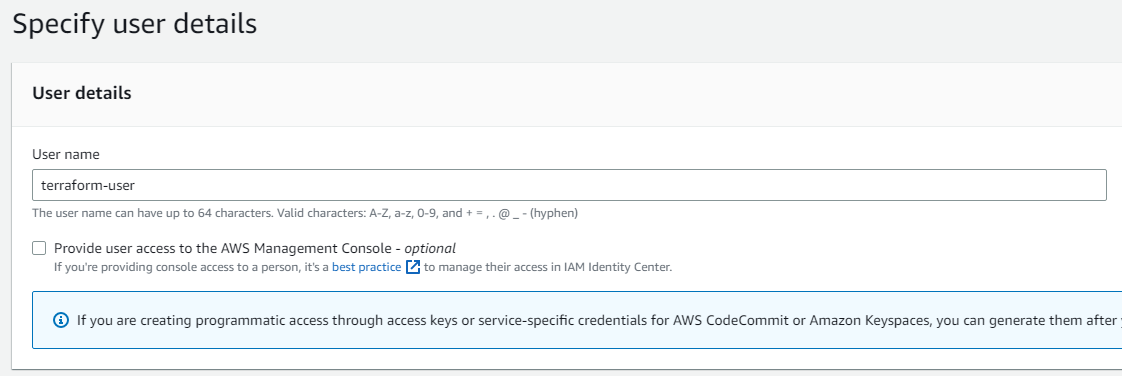 Specify user details
User details
User name
terraform-user
The user name can have up to 64 characters. Valid characters: A-Z, a-z, 0-9, and + = , . @ _ - (hyphen)
Provide user access to the AWS Management Console - optional
If you're providing console access to a person, it's a best practice to manage their access in IAM Identity Center.
If you are creating programmatic access through access keys or service-specific credentials for AWS CodeCommit or Amazon Keyspaces, you can generate them after